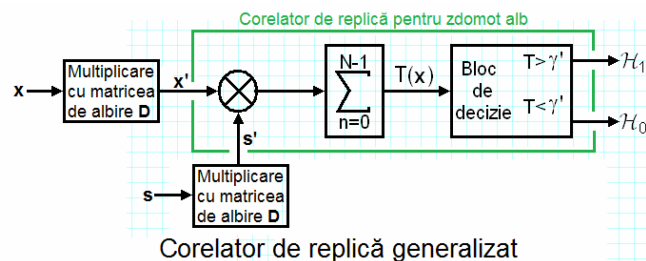 Corelator de replică pentru zdomot alb
Multiplicare
cu matricea
de albire D
x
x'
N-1
∑
n=0
T(x)
Bloc
de
decizie
T>γ'
T<γ'
ℋ₁
ℋ₀
s'
s
Multiplicare
cu matricea
de albire D
Corelator de replică generalizat